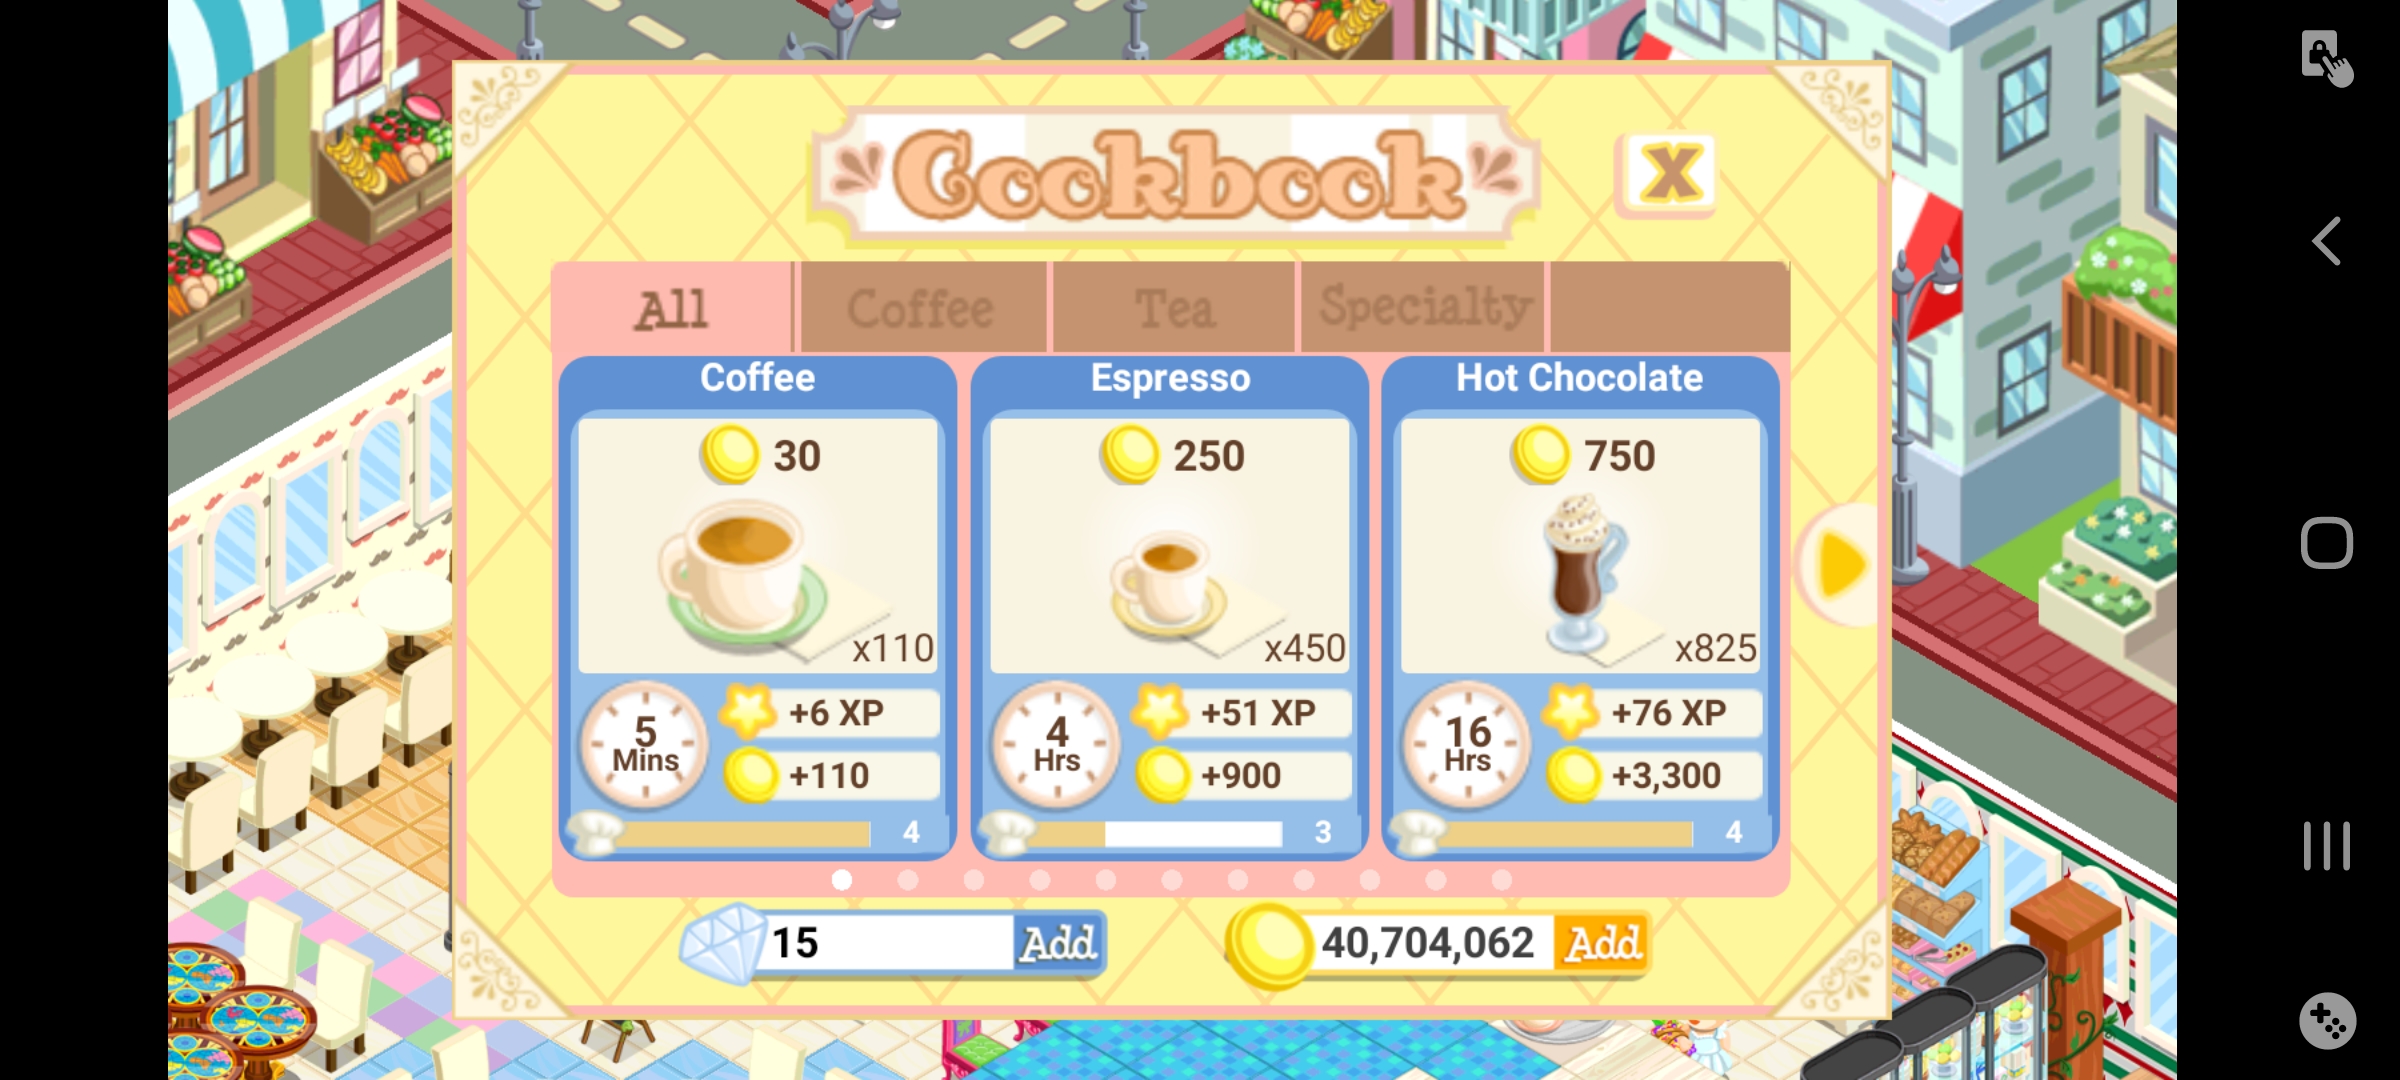 Cookbook
X
All
Coffee
Tea
Specialty
Coffee
30
x110
5
Mins
+6 XP
+110
4
Espresso
250
x450
4
Hrs
+51 XP
+900
3
Hot Chocolate
750
x825
16
Hrs
+76 XP
+3,300
4
15
Add
40,704,062
Add